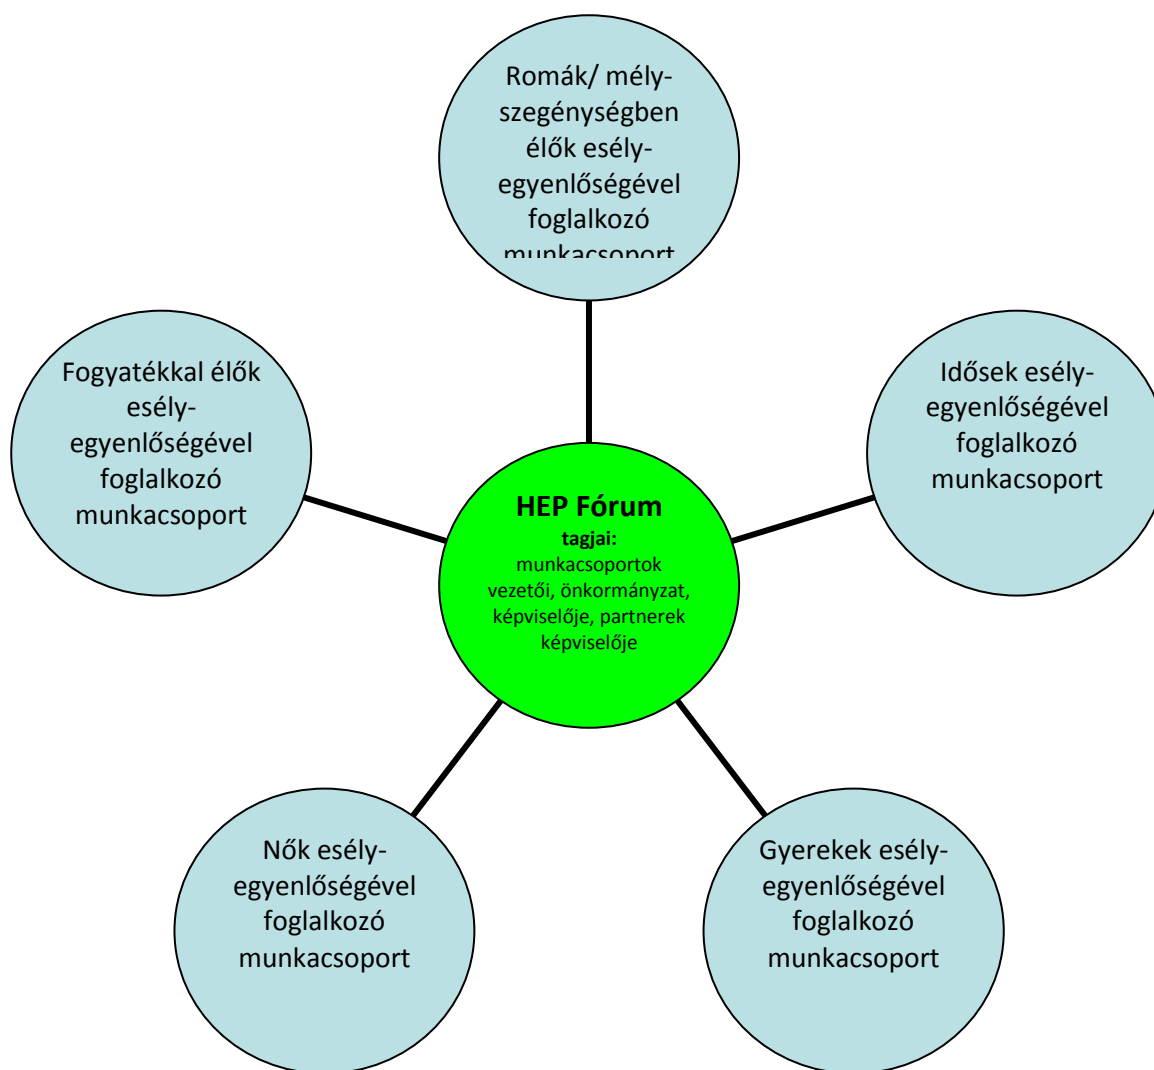 Romák/ mély-
szegénységben
élők esély-
egyenlőségével
foglalkozó
munkacsoport
Fogyatékkal élők
esély-
egyenlőségével
foglalkozó
munkacsoport
Idősek esély-
egyenlőségével
foglalkozó
munkacsoport
HEP Fórum
tagjai:
munkacsoportok
vezetői, önkormányzat,
képviselője, partnerek
képviselője
Nők esély-
egyenlőségével
foglalkozó
munkacsoport
Gyerekek esély-
egyenlőségével
foglalkozó
munkacsoport